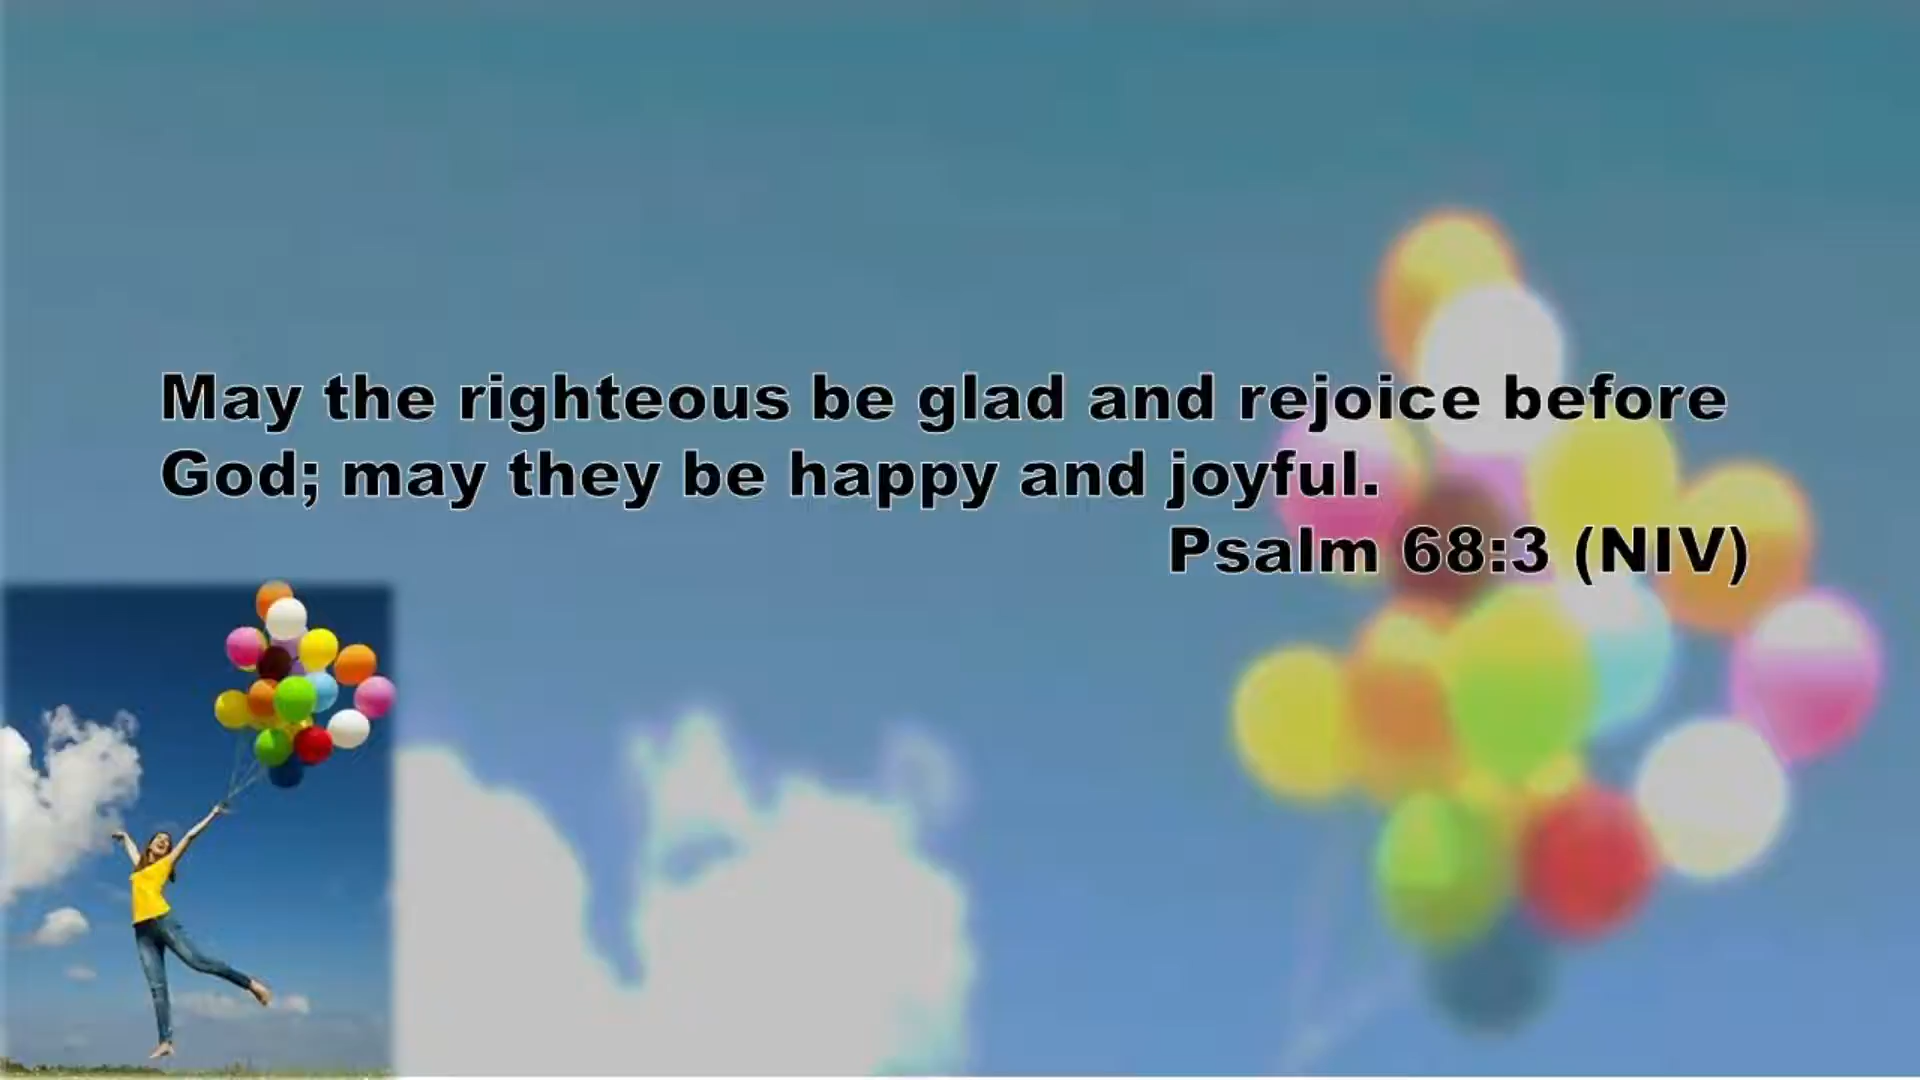 May the righteous be glad and rejoice before
God; may they be happy and joyful.
Psalm 68:3 (NIV)